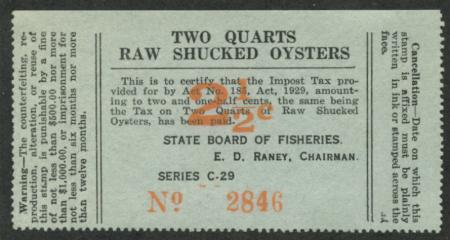 Warning—The counterfeiting, re-
production, alteration, or reuse of
this stamp is punishable by a fine
of not less than $500.00 nor more
than $1,000.00, or imprisonment for
not less than six months nor more
than twelve months.
TWO QUARTS
RAW SHUCKED OYSTERS
This is to certify that the Impost Tax pro-
vided for by Act No. 185, Act, 1929, amount-
ing to two and one-half cents, the same being
the Tax on Two Quarts of Raw Shucked
Oysters, has been paid.
2½c
STATE BOARD OF FISHERIES.
E. D. RANEY, CHAIRMAN.
SERIES C-29
No 2846
Cancellation—Date on which this
stamp is affixed must be plainly
written in ink or stamped across the
face.